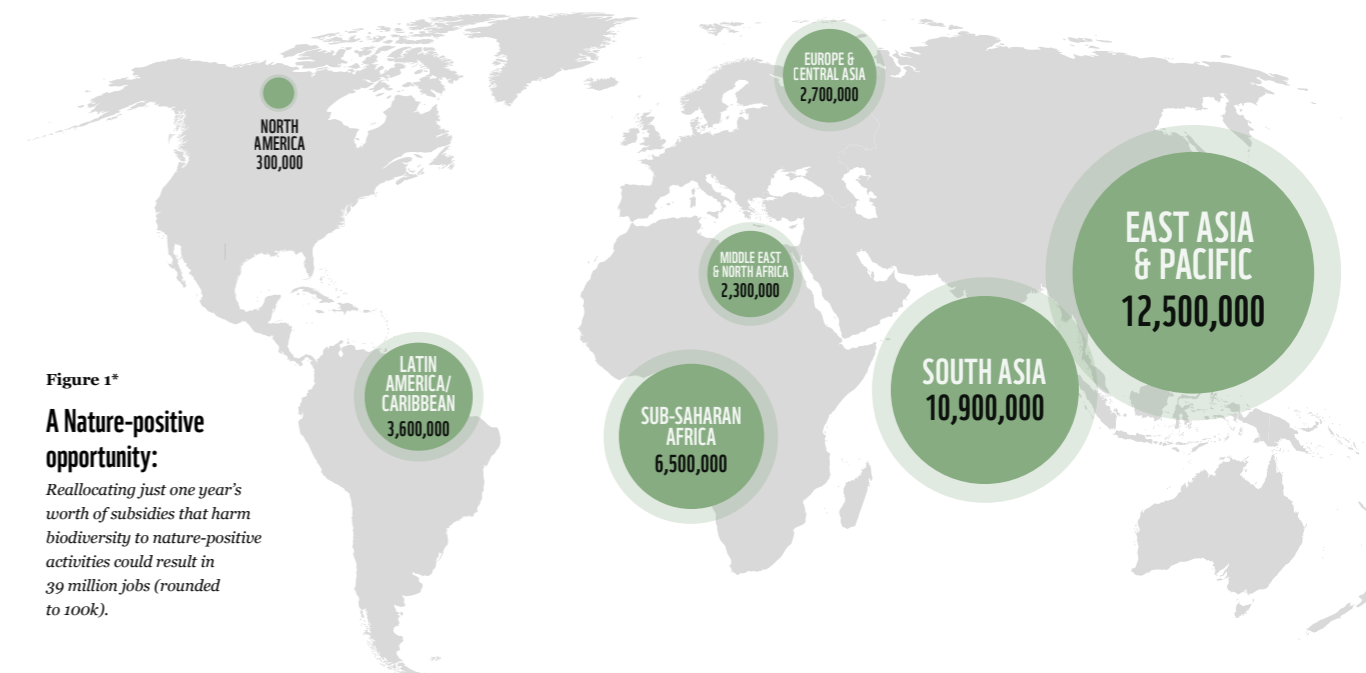 EUROPE &
CENTRAL ASIA
2,700,000
NORTH
AMERICA
300,000
EAST ASIA
& PACIFIC
12,500,000
MIDDLE EAST
& NORTH AFRICA
2,300,000
LATIN
AMERICA/
CARIBBEAN
3,600,000
SUB-SAHARAN
AFRICA
6,500,000
SOUTH ASIA
10,900,000
Figure 1*
A Nature-positive
opportunity:
Reallocating just one year's
worth of subsidies that harm
biodiversity to nature-positive
activities could result in
39 million jobs (rounded
to 100k).